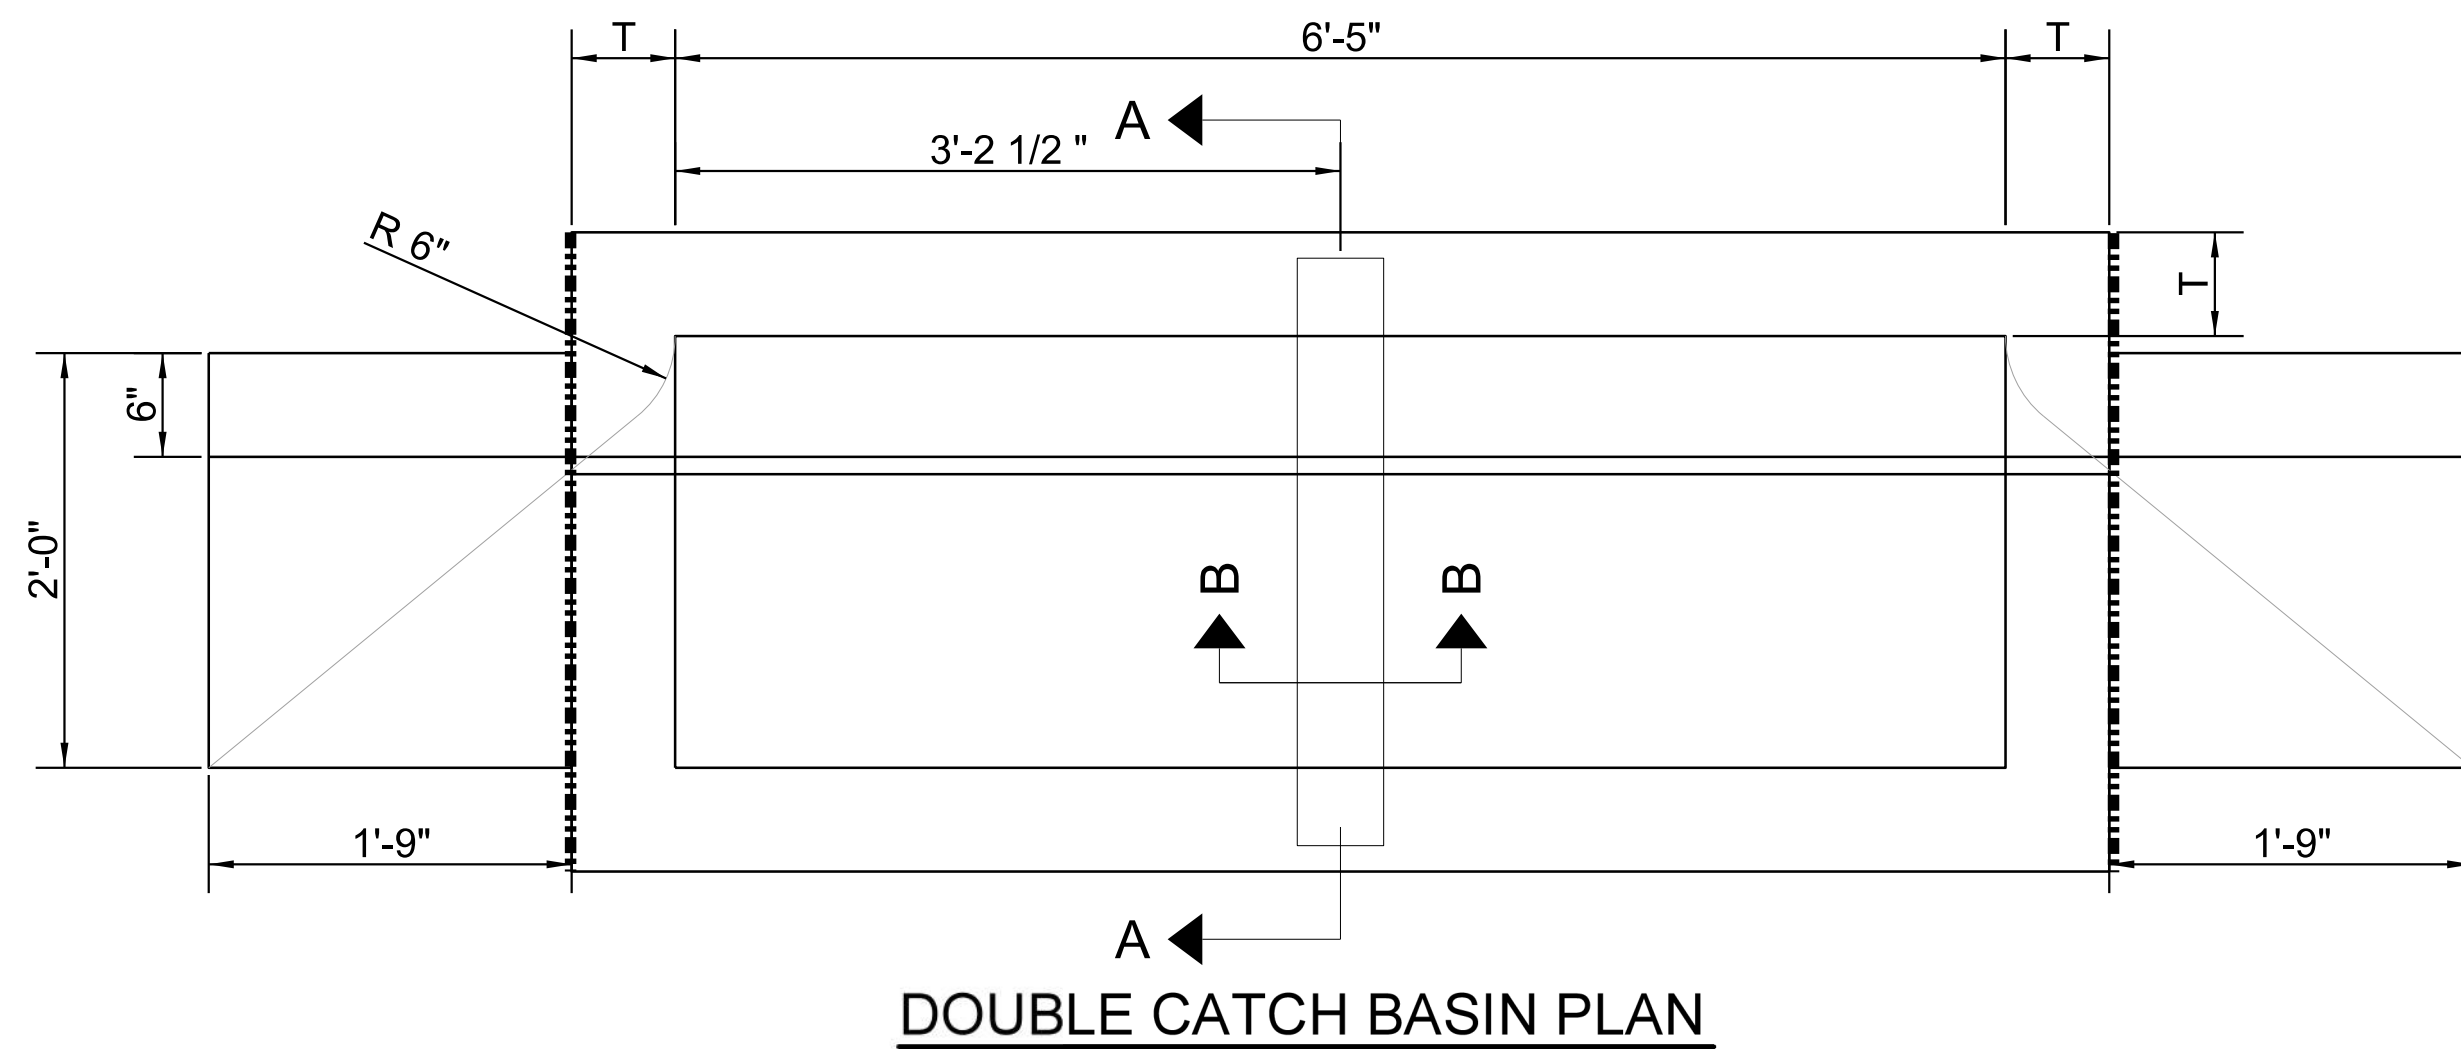 T
6'-5"
T
A
3'-2 1/2 "
R 6"
T
6"
2'-0"
B
B
1'-9"
1'-9"
A
DOUBLE CATCH BASIN PLAN